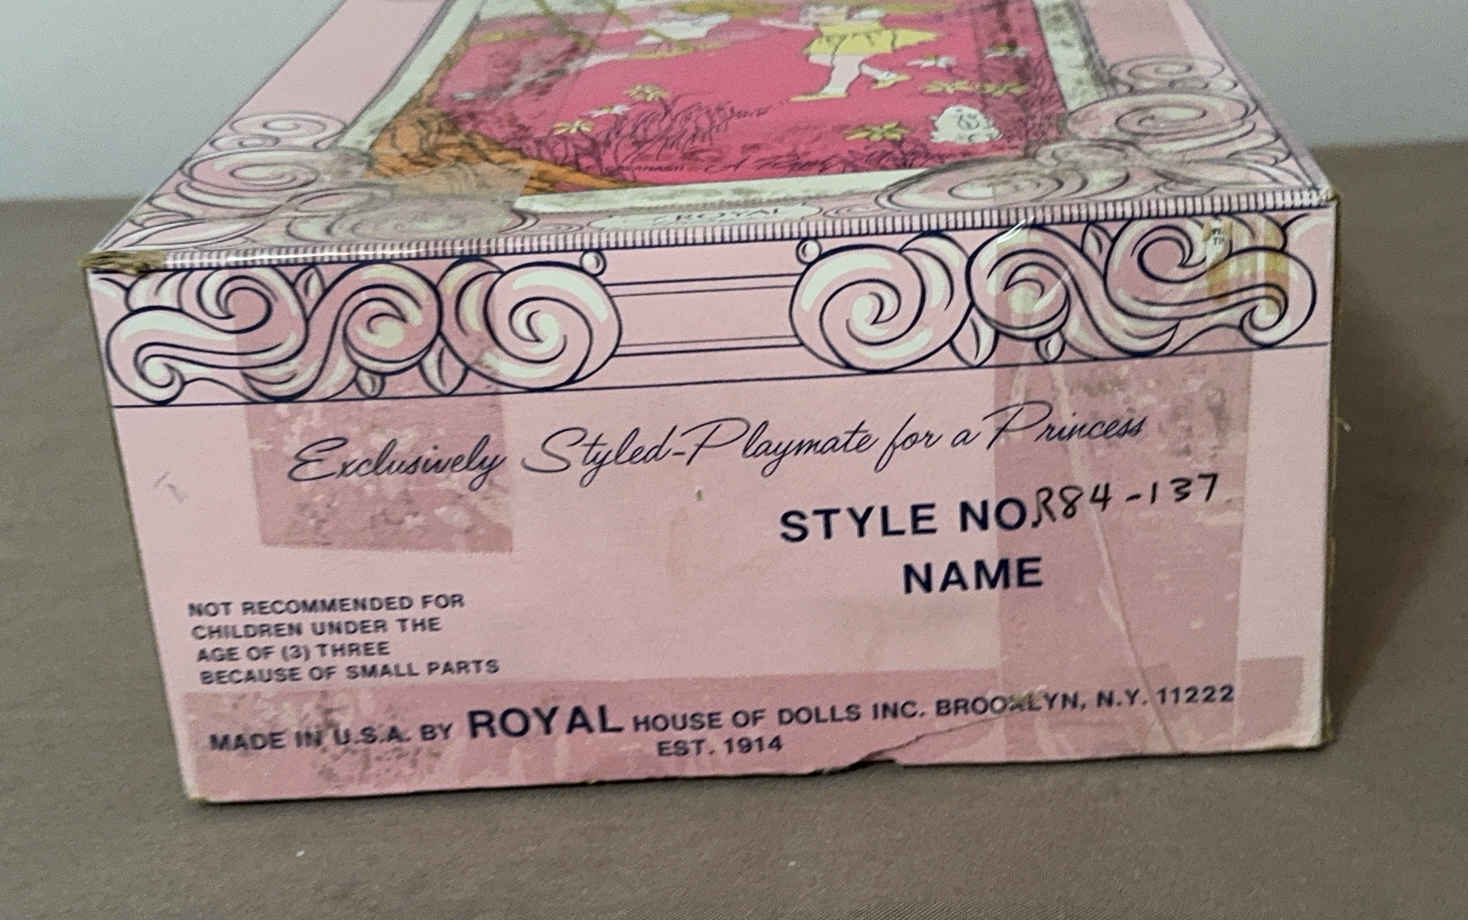 ROYAL
Exclusively Styled-Playmate for a Princess
STYLE NO. R84-137
NAME
NOT RECOMMENDED FOR
CHILDREN UNDER THE
AGE OF (3) THREE
BECAUSE OF SMALL PARTS
MADE IN U.S.A. BY ROYAL HOUSE OF DOLLS INC. BROOKLYN, N.Y. 11222
EST. 1914